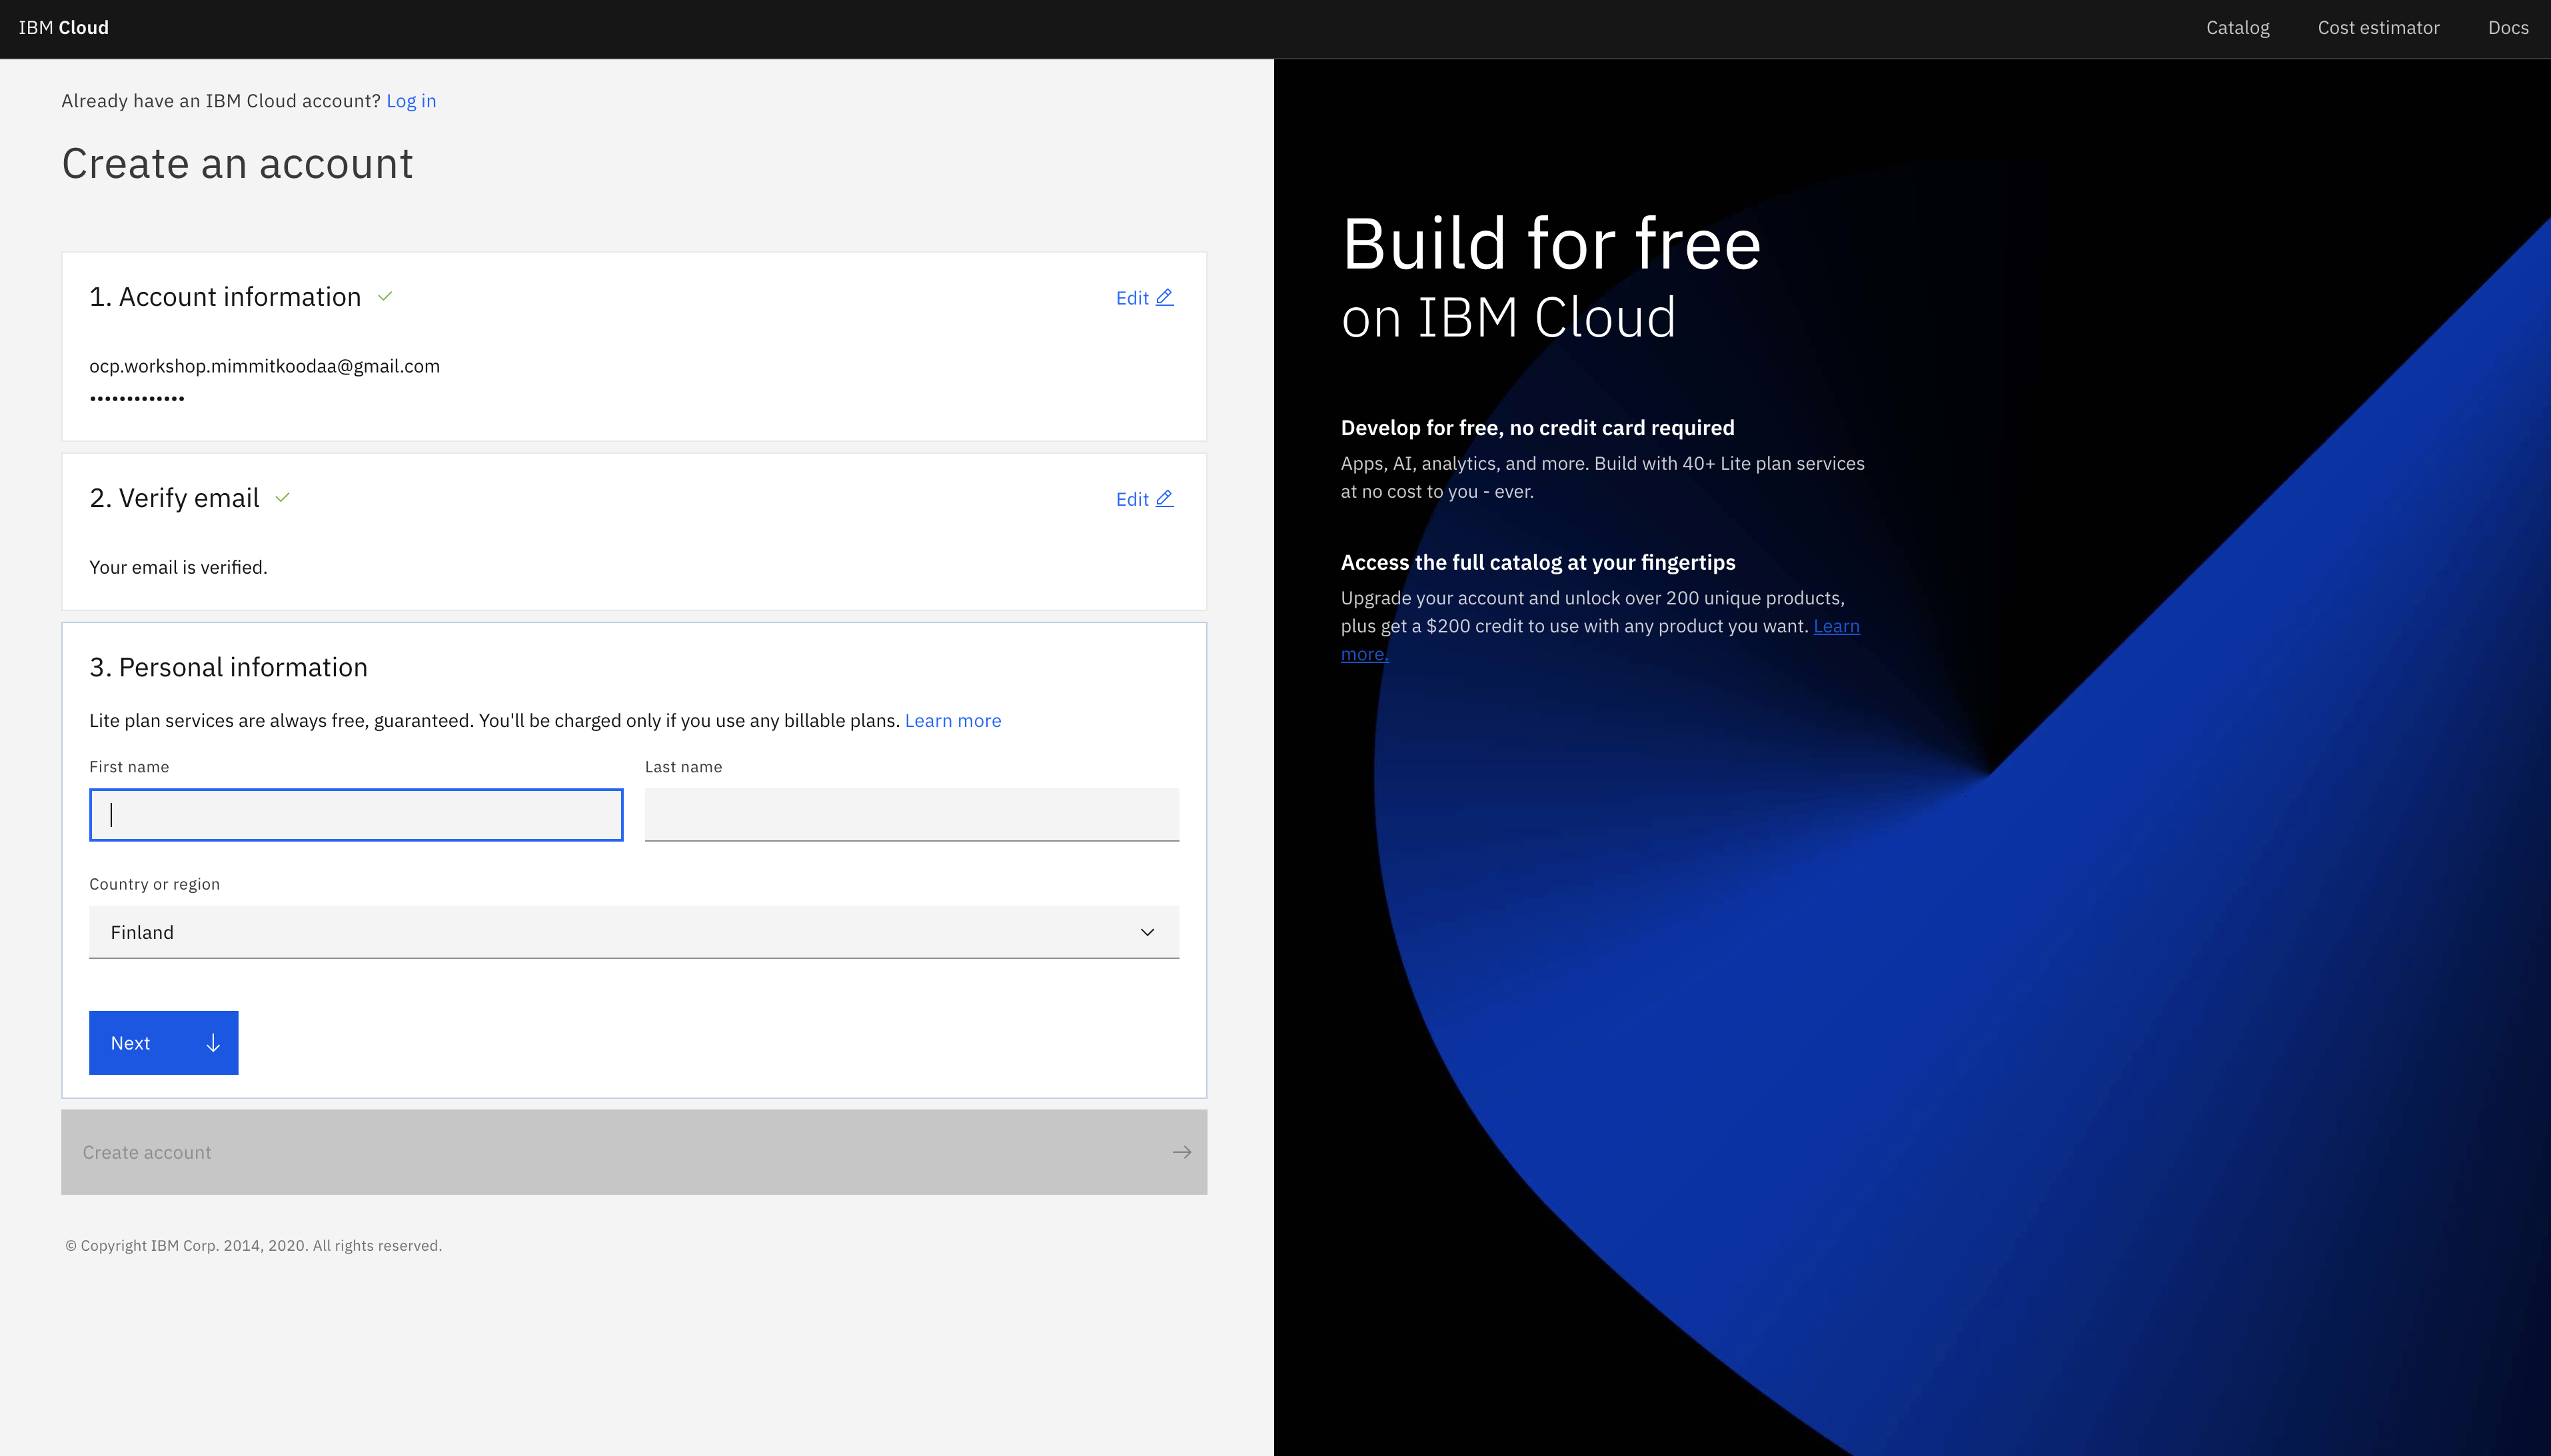 IBM Cloud
Catalog
Cost estimator
Docs
Already have an IBM Cloud account? Log in
Create an account
1. Account information
Edit
ocp.workshop.mimmitkoodaa@gmail.com
•••••••••••••
2. Verify email
Edit
Your email is verified.
3. Personal information
Lite plan services are always free, guaranteed. You'll be charged only if you use any billable plans. Learn more
First name
Last name
Country or region
Finland
Next
Create account
© Copyright IBM Corp. 2014, 2020. All rights reserved.
Build for free
on IBM Cloud
Develop for free, no credit card required
Apps, AI, analytics, and more. Build with 40+ Lite plan services
at no cost to you - ever.
Access the full catalog at your fingertips
Upgrade your account and unlock over 200 unique products,
plus get a $200 credit to use with any product you want. Learn
more.